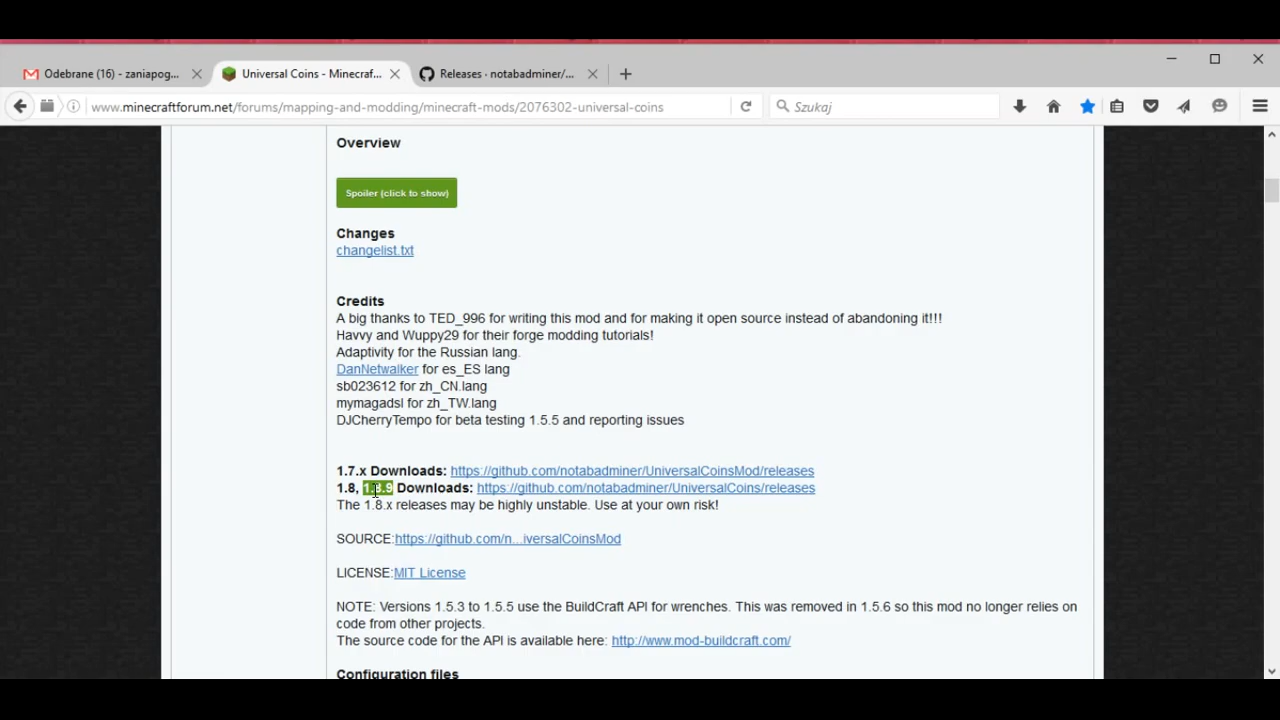 Odebrane (16) - zaniapog...
Universal Coins - Minecraf...
Releases · notabadminer/...
www.minecraftforum.net/forums/mapping-and-modding/minecraft-mods/2076302-universal-coins
Szukaj
Overview
Spoiler (click to show)
Changes
changelist.txt
Credits
A big thanks to TED_996 for writing this mod and for making it open source instead of abandoning it!!!
Havvy and Wuppy29 for their forge modding tutorials!
Adaptivity for the Russian lang.
DanNetwalker for es_ES lang
sb023612 for zh_CN.lang
mymagadsl for zh_TW.lang
DJCherryTempo for beta testing 1.5.5 and reporting issues
1.7.x Downloads: https://github.com/notabadminer/UniversalCoinsMod/releases
1.8, 1.8.9 Downloads: https://github.com/notabadminer/UniversalCoins/releases
The 1.8.x releases may be highly unstable. Use at your own risk!
SOURCE:https://github.com/n...iversalCoinsMod
LICENSE:MIT License
NOTE: Versions 1.5.3 to 1.5.5 use the BuildCraft API for wrenches. This was removed in 1.5.6 so this mod no longer relies on
code from other projects.
The source code for the API is available here: http://www.mod-buildcraft.com/
Configuration files